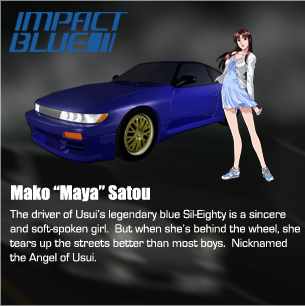 IMPACT
BLUE
Mako "Maya" Satou
The driver of Usui's legendary blue Sil-Eighty is a sincere
and soft-spoken girl. But when she's behind the wheel, she
tears up the streets better than most boys. Nicknamed
the Angel of Usui.